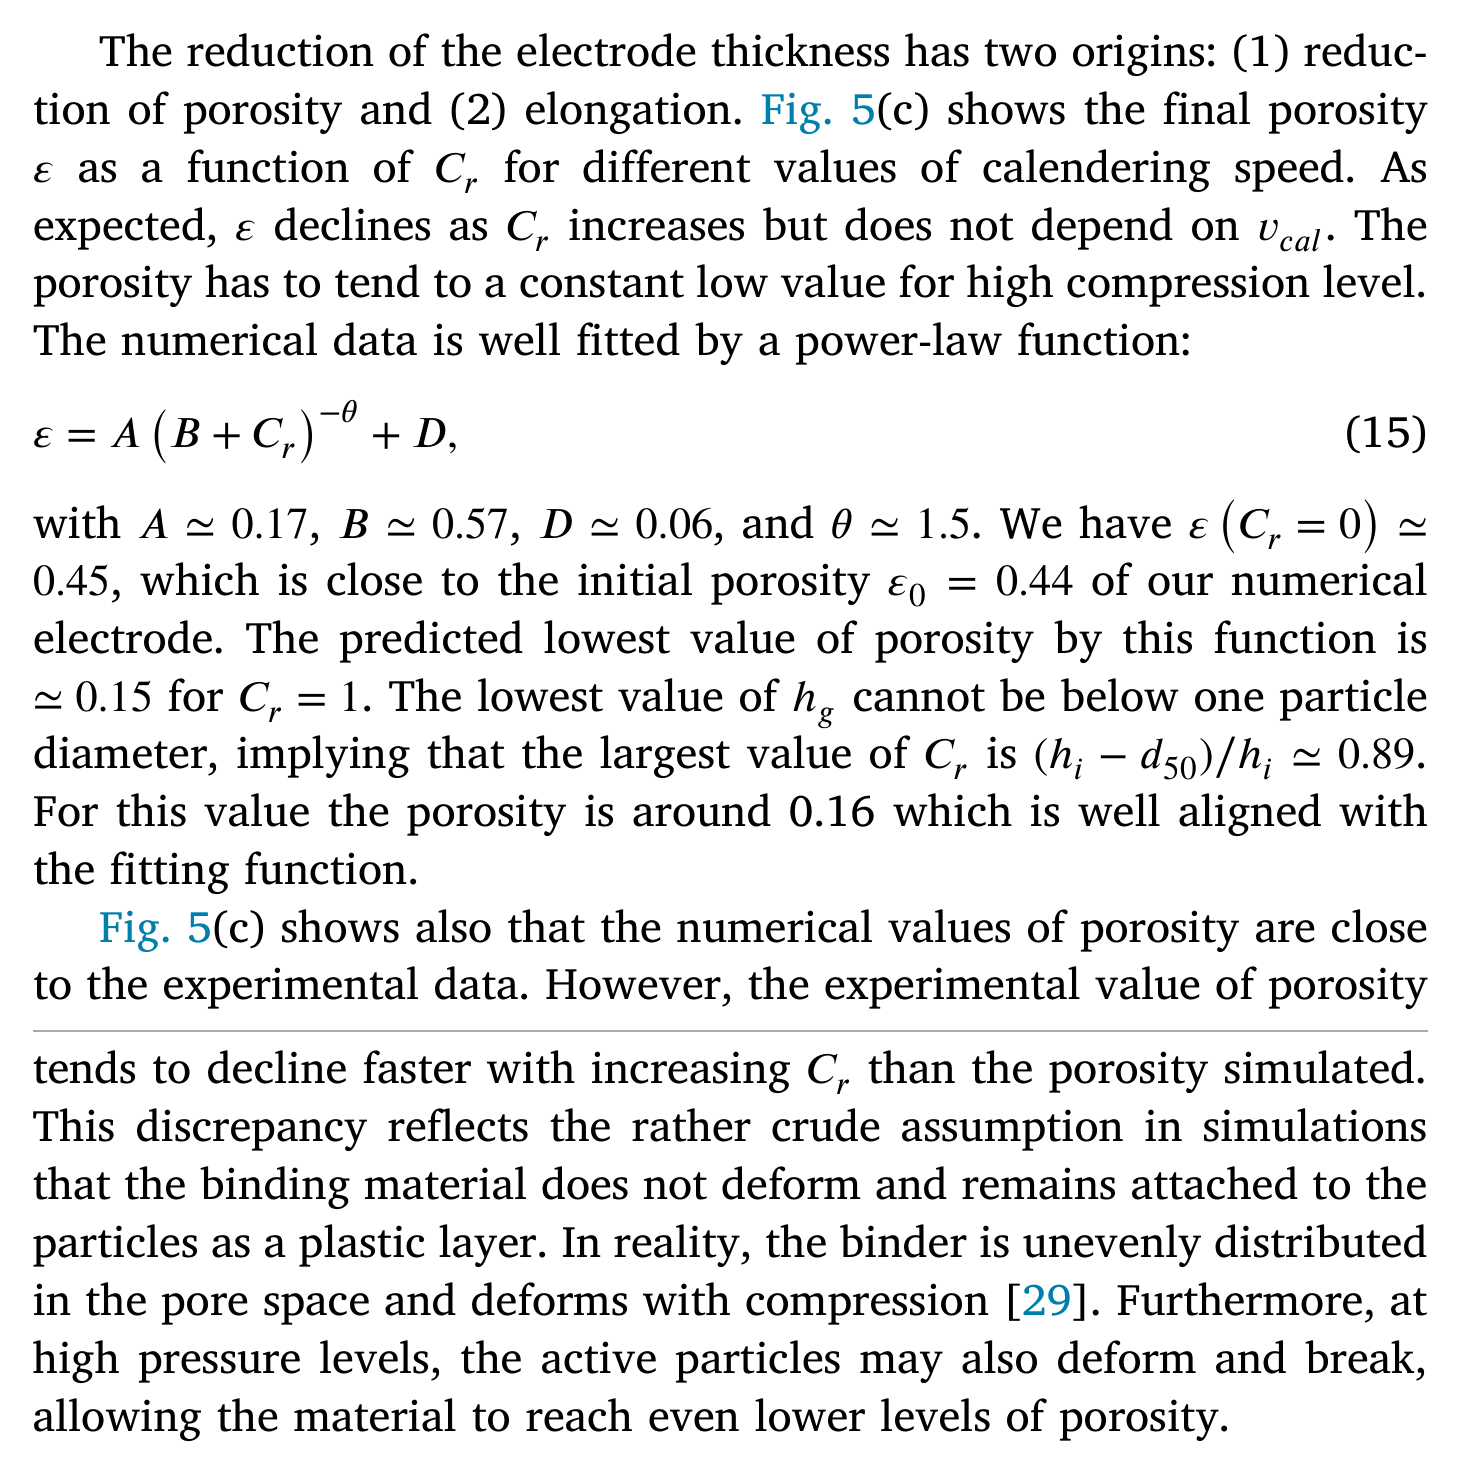 The reduction of the electrode thickness has two origins: (1) reduc-
tion of porosity and (2) elongation. Fig. 5(c) shows the final porosity
ε as a function of C_r for different values of calendering speed. As
expected, ε declines as C_r increases but does not depend on v_cal. The
porosity has to tend to a constant low value for high compression level.
The numerical data is well fitted by a power-law function:
ε = A (B + C_r)^{−θ} + D, (15)
with A ≃ 0.17, B ≃ 0.57, D ≃ 0.06, and θ ≃ 1.5. We have ε (C_r = 0) ≃
0.45, which is close to the initial porosity ε_0 = 0.44 of our numerical
electrode. The predicted lowest value of porosity by this function is
≃ 0.15 for C_r = 1. The lowest value of h_g cannot be below one particle
diameter, implying that the largest value of C_r is (h_i − d_50)/h_i ≃ 0.89.
For this value the porosity is around 0.16 which is well aligned with
the fitting function.
Fig. 5(c) shows also that the numerical values of porosity are close
to the experimental data. However, the experimental value of porosity
tends to decline faster with increasing C_r than the porosity simulated.
This discrepancy reflects the rather crude assumption in simulations
that the binding material does not deform and remains attached to the
particles as a plastic layer. In reality, the binder is unevenly distributed
in the pore space and deforms with compression [29]. Furthermore, at
high pressure levels, the active particles may also deform and break,
allowing the material to reach even lower levels of porosity.